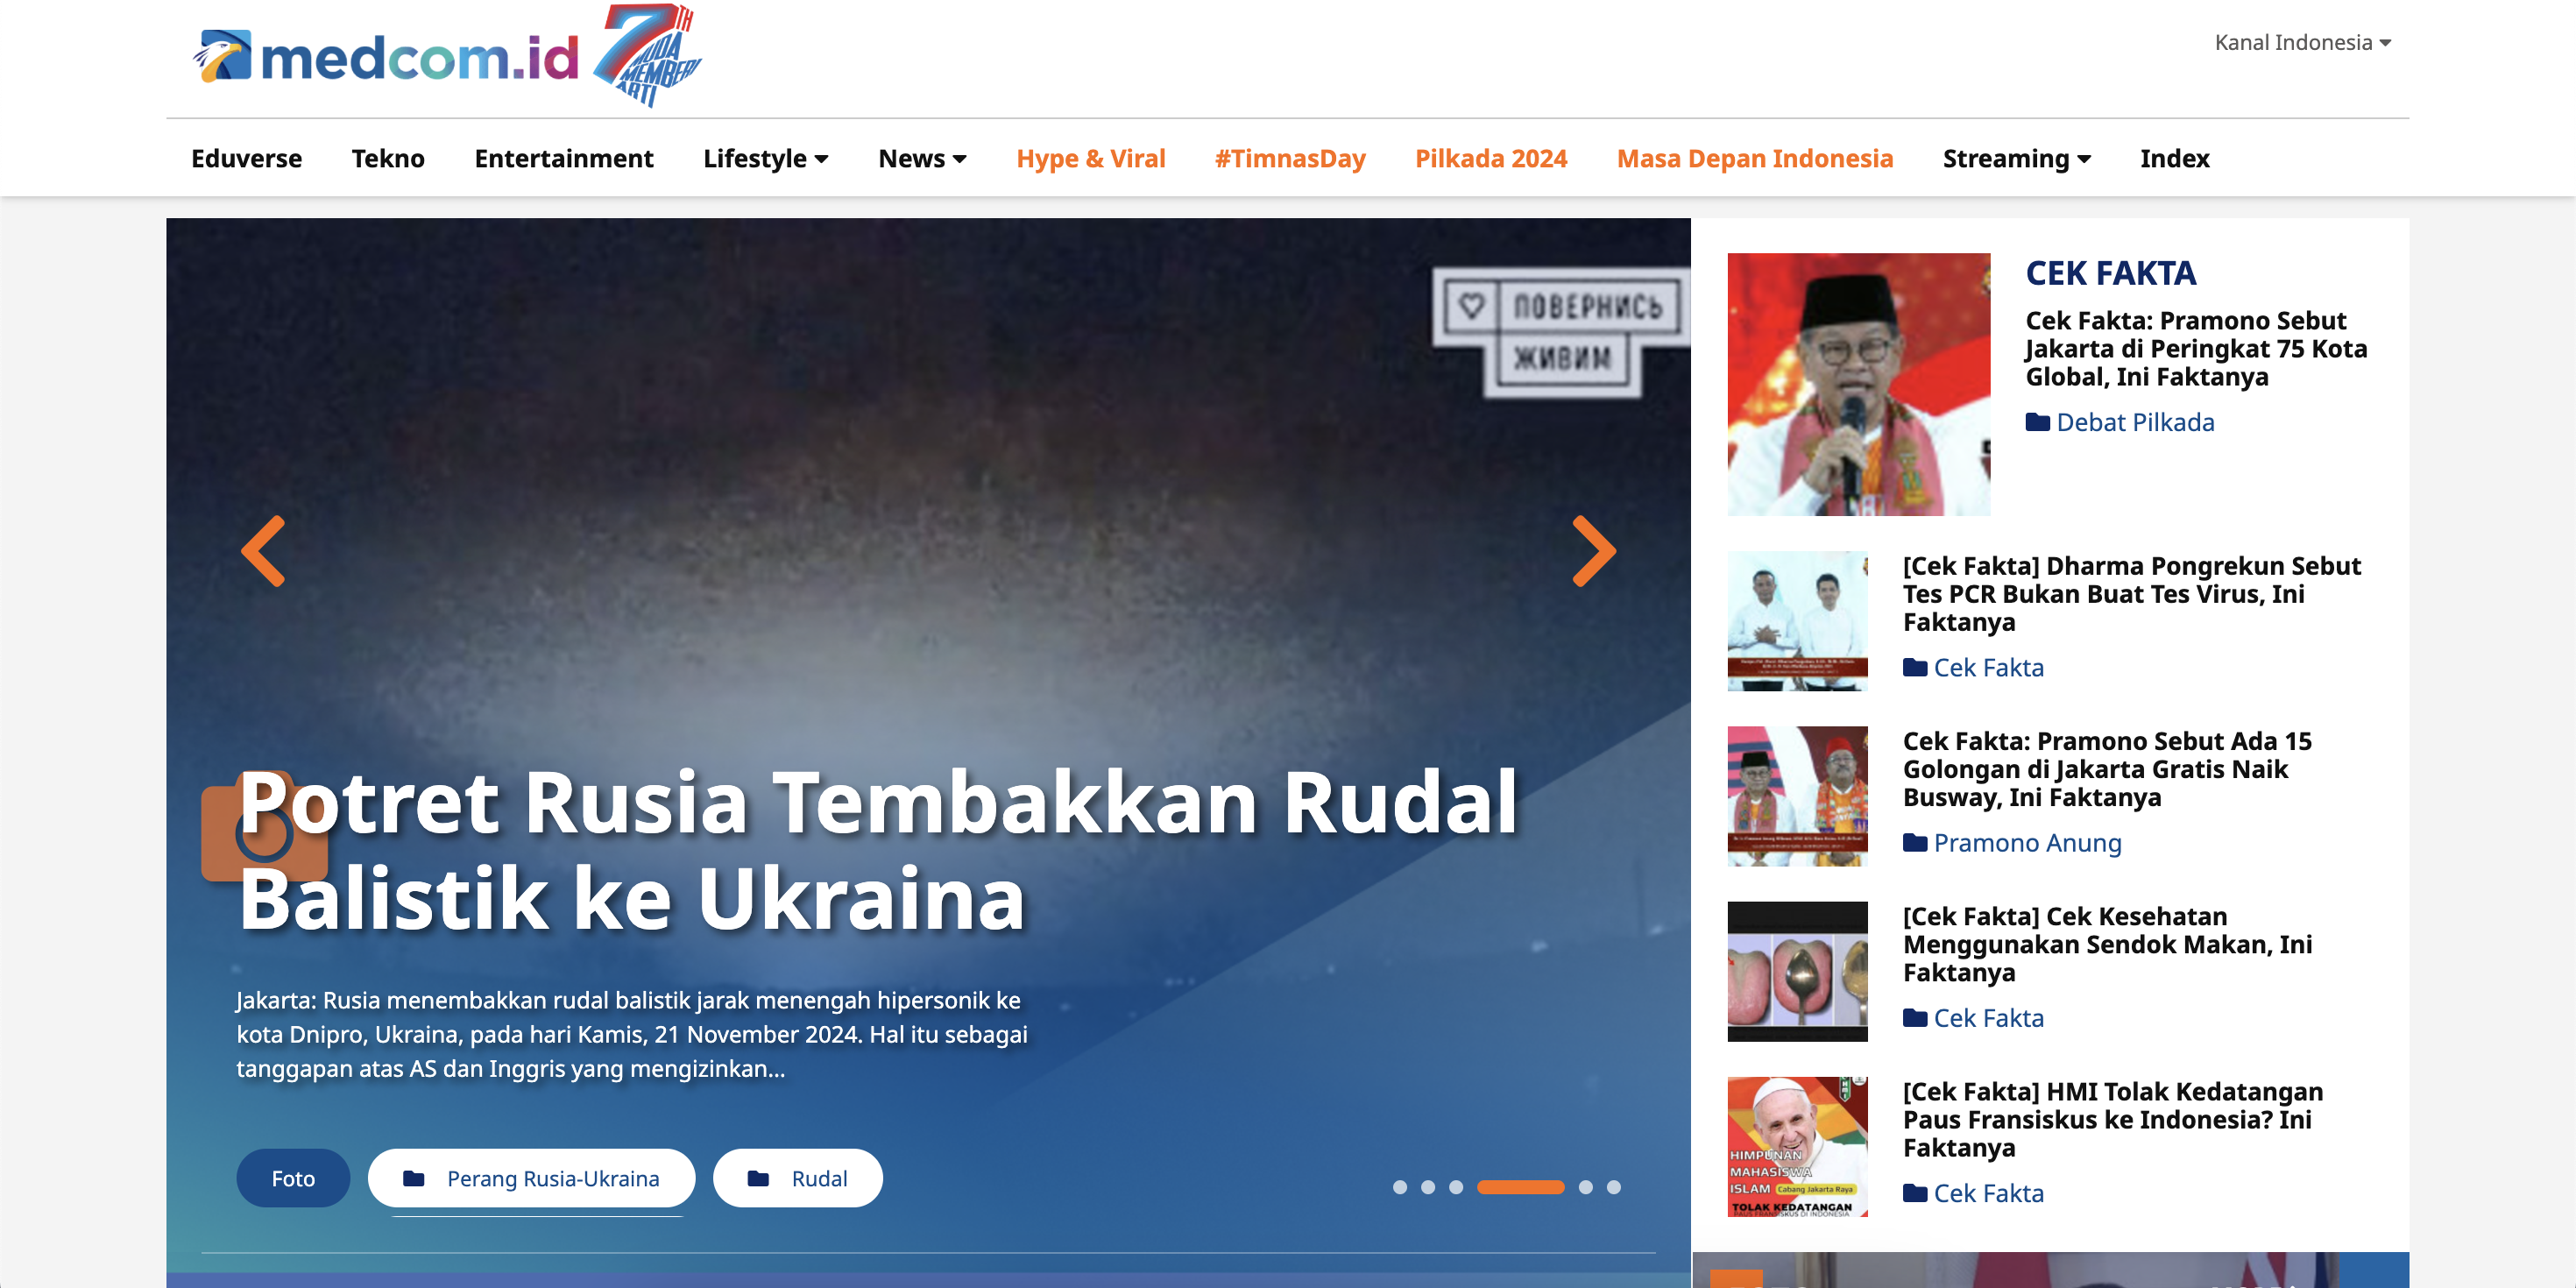 medcom.id
7TH
MUDA
MEMBERI
ARTI
Kanal Indonesia
Eduverse
Tekno
Entertainment
Lifestyle
News
Hype & Viral
#TimnasDay
Pilkada 2024
Masa Depan Indonesia
Streaming
Index
ПОВЕРНИСЬ
ЖИВИМ
Potret Rusia Tembakkan Rudal
Balistik ke Ukraina
Jakarta: Rusia menembakkan rudal balistik jarak menengah hipersonik ke
kota Dnipro, Ukraina, pada hari Kamis, 21 November 2024. Hal itu sebagai
tanggapan atas AS dan Inggris yang mengizinkan...
Foto
Perang Rusia-Ukraina
Rudal
CEK FAKTA
Cek Fakta: Pramono Sebut
Jakarta di Peringkat 75 Kota
Global, Ini Faktanya
Debat Pilkada
[Cek Fakta] Dharma Pongrekun Sebut
Tes PCR Bukan Buat Tes Virus, Ini
Faktanya
Cek Fakta
Cek Fakta: Pramono Sebut Ada 15
Golongan di Jakarta Gratis Naik
Busway, Ini Faktanya
Pramono Anung
[Cek Fakta] Cek Kesehatan
Menggunakan Sendok Makan, Ini
Faktanya
Cek Fakta
HIMPUNAN
MAHASISWA
ISLAM Cabang Jakarta Raya
TOLAK KEDATANGAN
PAUS FRANSISKUS DI INDONESIA
[Cek Fakta] HMI Tolak Kedatangan
Paus Fransiskus ke Indonesia? Ini
Faktanya
Cek Fakta